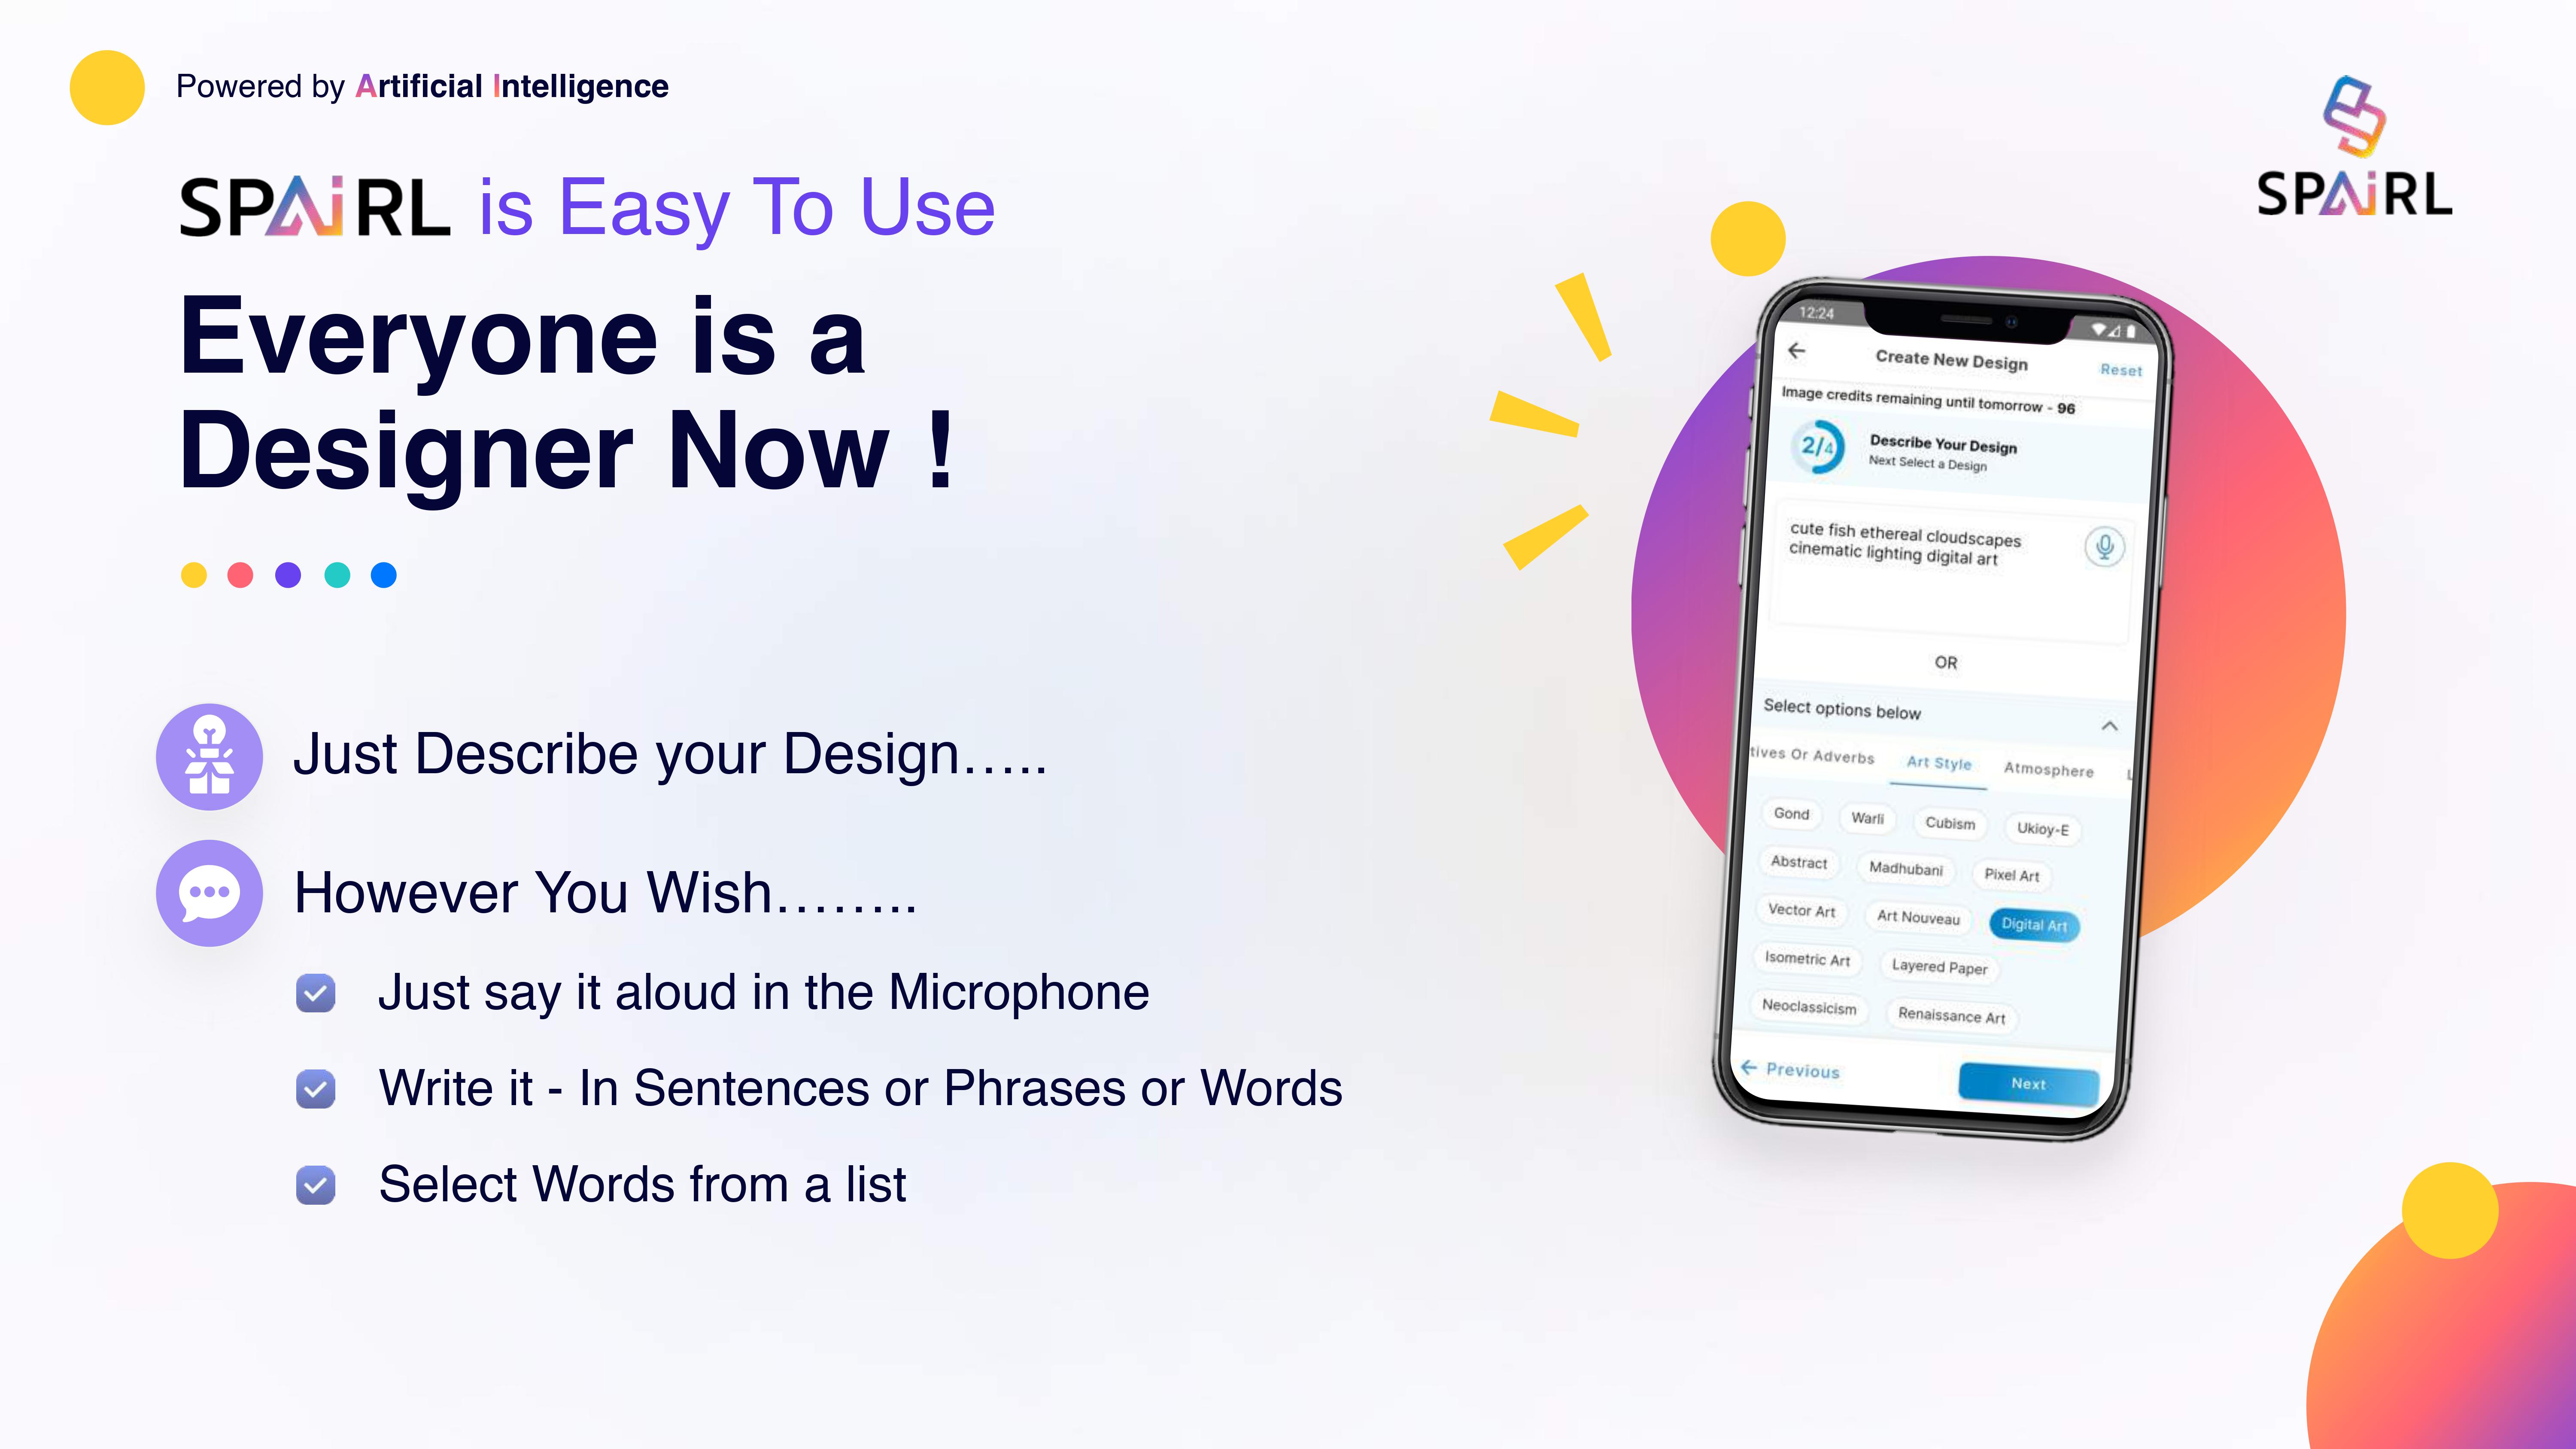 Powered by Artificial Intelligence
SPAiRL is Easy To Use
Everyone is a
Designer Now !
Just Describe your Design…..
However You Wish……..
Just say it aloud in the Microphone
Write it - In Sentences or Phrases or Words
Select Words from a list
SPAiRL
12:24
Create New Design
Reset
Image credits remaining until tomorrow - 96
2/4
Describe Your Design
Next Select a Design
cute fish ethereal cloudscapes
cinematic lighting digital art
OR
Select options below
tives Or Adverbs Art Style Atmosphere L
Gond Warli Cubism Ukioy-E
Abstract Madhubani Pixel Art
Vector Art Art Nouveau Digital Art
Isometric Art Layered Paper
Neoclassicism Renaissance Art
Previous Next